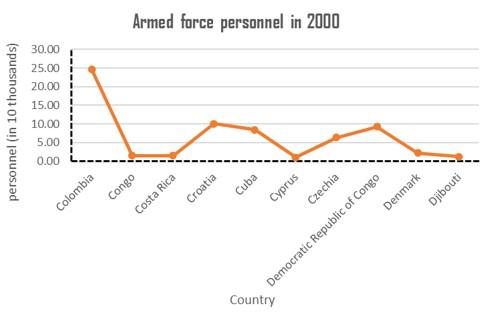 Armed force personnel in 2000
personnel (in 10 thousands)
30.00
25.00
20.00
15.00
10.00
5.00
0.00
Colombia
Congo
Costa Rica
Croatia
Cuba
Cyprus
Czechia
Democratic Republic of Congo
Denmark
Djibouti
Country